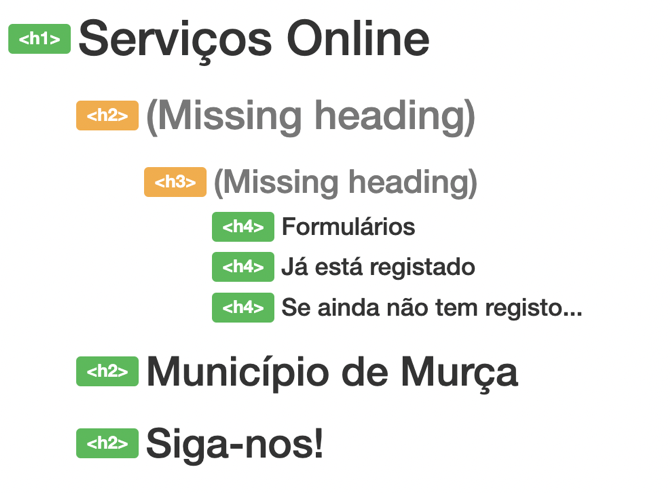 <h1> Serviços Online
<h2> (Missing heading)
<h3> (Missing heading)
<h4> Formulários
<h4> Já está registado
<h4> Se ainda não tem registo...
<h2> Município de Murça
<h2> Siga-nos!